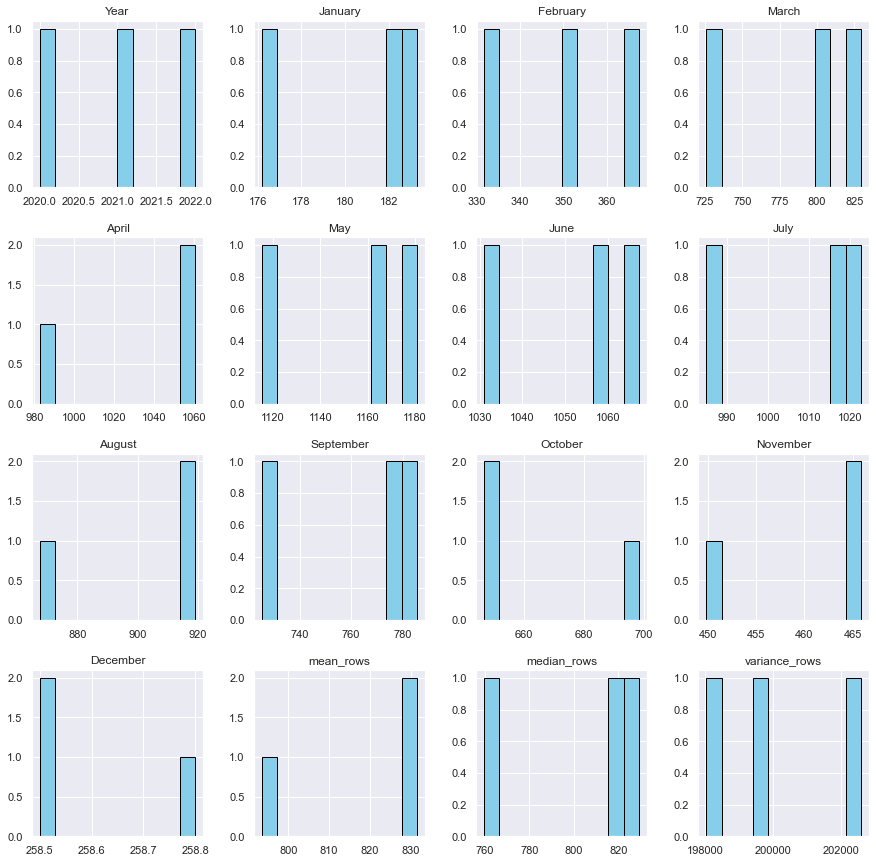 Year January February March
1.0 1.0 1.0 1.0
0.8 0.8 0.8 0.8
0.6 0.6 0.6 0.6
0.4 0.4 0.4 0.4
0.2 0.2 0.2 0.2
0.0 0.0 0.0 0.0
2020.0 2020.5 2021.0 2021.5 2022.0 176 178 180 182 330 340 350 360 725 750 775 800 825
April May June July
2.0 1.0 1.0 1.0
1.5 0.8 0.8 0.8
1.0 0.6 0.6 0.6
0.5 0.4 0.4 0.4
0.0 0.2 0.2 0.2
0.0 0.0 0.0
980 1000 1020 1040 1060 1120 1140 1160 1180 1030 1040 1050 1060 990 1000 1010 1020
August September October November
2.0 1.0 2.0 2.0
1.5 0.8 1.5 1.5
1.0 0.6 1.0 1.0
0.5 0.4 0.5 0.5
0.0 0.2 0.0 0.0
0.0
880 900 920 740 760 780 660 680 700 450 455 460 465
December mean_rows median_rows variance_rows
2.0 2.0 1.0 1.0
1.5 1.5 0.8 0.8
1.0 1.0 0.6 0.6
0.5 0.5 0.4 0.4
0.0 0.0 0.2 0.2
0.0 0.0
258.5 258.6 258.7 258.8 800 810 820 830 760 780 800 820 198000 200000 202000